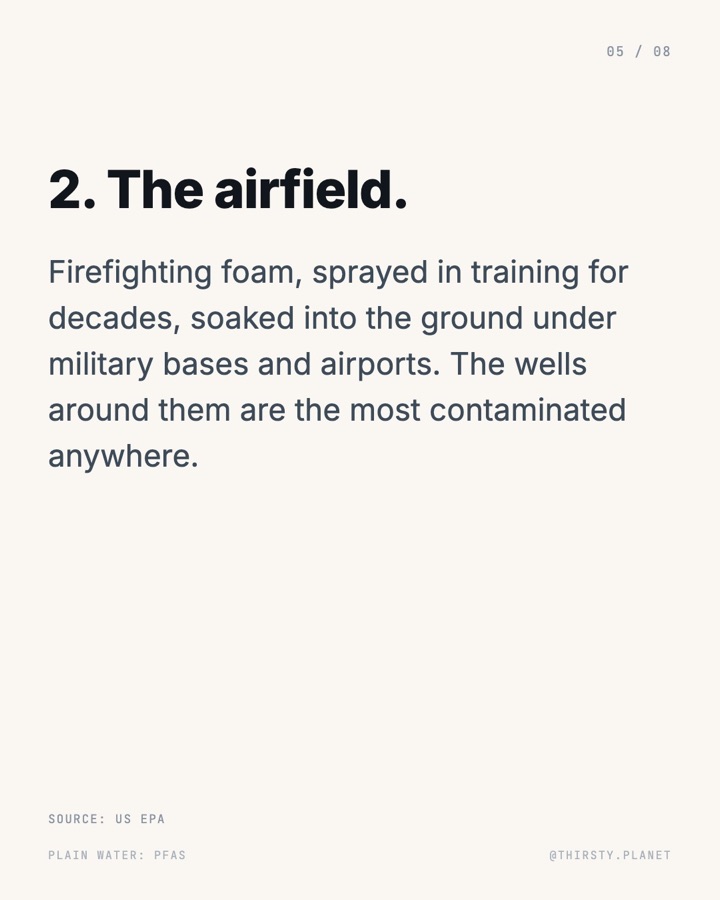 05 / 08
2. The airfield.
Firefighting foam, sprayed in training for
decades, soaked into the ground under
military bases and airports. The wells
around them are the most contaminated
anywhere.
SOURCE: US EPA
PLAIN WATER: PFAS
@THIRSTY.PLANET